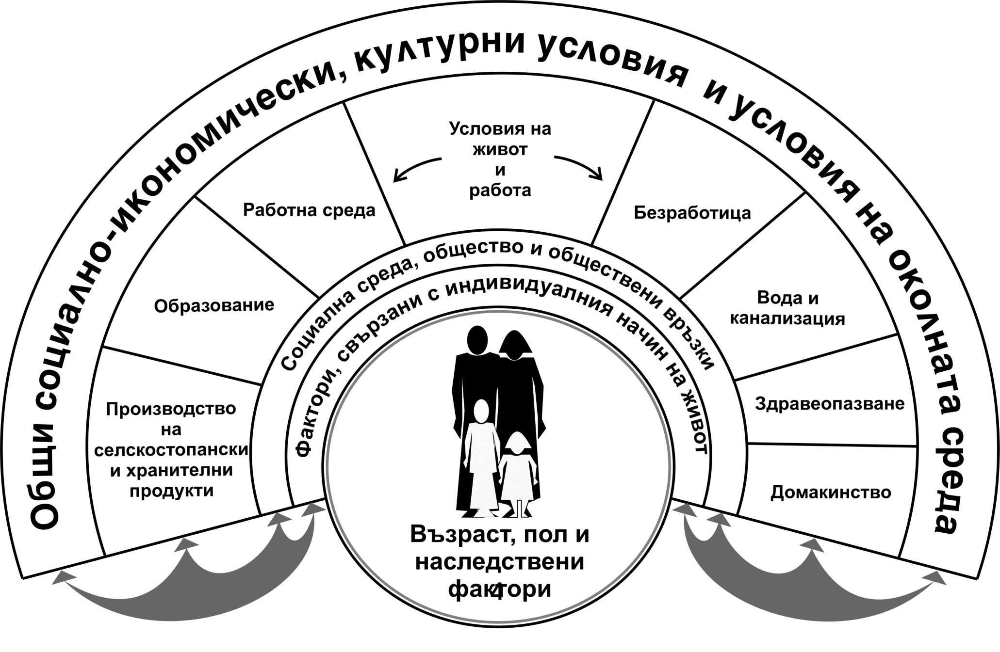 Общи социално-икономически, културни условия и условия на околната среда
Условия на
живот
и
работа
Работна среда
Безработица
Образование
Вода и
канализация
Производство
на
селскостопански
и хранителни
продукти
Здравеопазване
Домакинство
Социална среда, общество и обществени връзки
Фактори, свързани с индивидуалния начин на живот
Възраст, пол и
наследствени
фактори
4